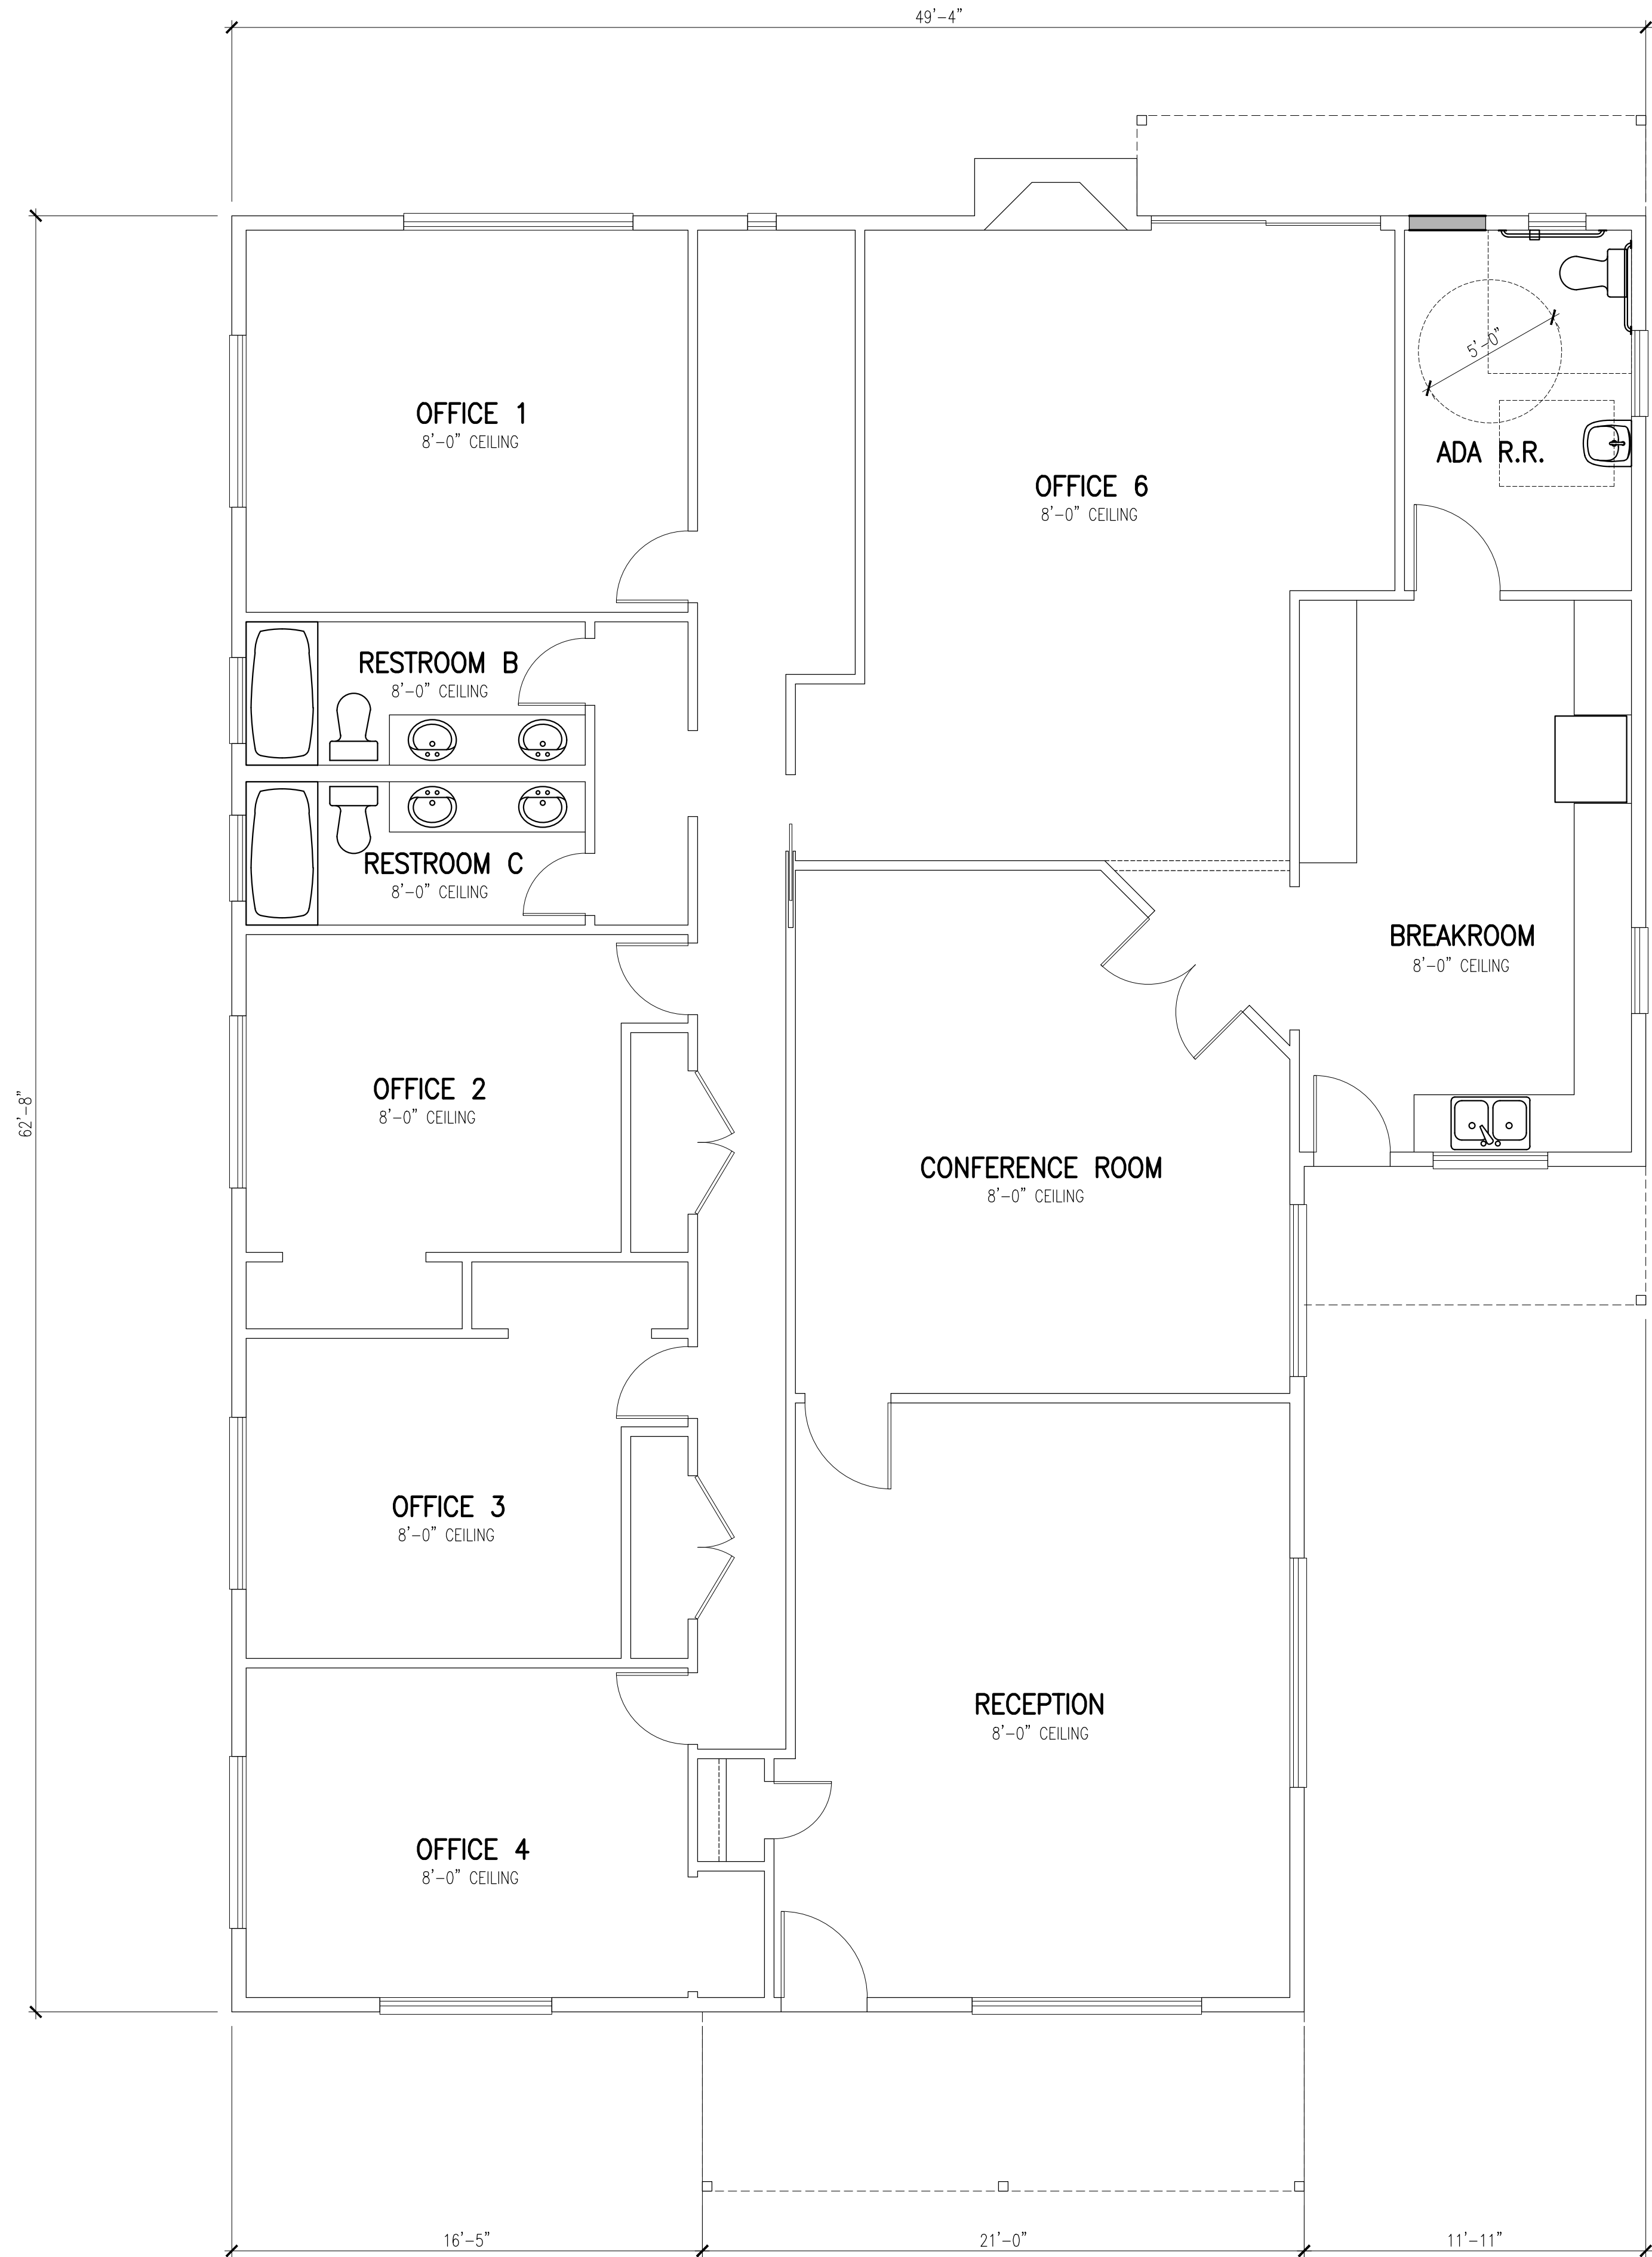 49'-4"
5'-0"
OFFICE 1
8'-0" CEILING
ADA R.R.
OFFICE 6
8'-0" CEILING
RESTROOM B
8'-0" CEILING
RESTROOM C
8'-0" CEILING
BREAKROOM
8'-0" CEILING
OFFICE 2
8'-0" CEILING
62'-8"
CONFERENCE ROOM
8'-0" CEILING
OFFICE 3
8'-0" CEILING
RECEPTION
8'-0" CEILING
OFFICE 4
8'-0" CEILING
16'-5"
21'-0"
11'-11"